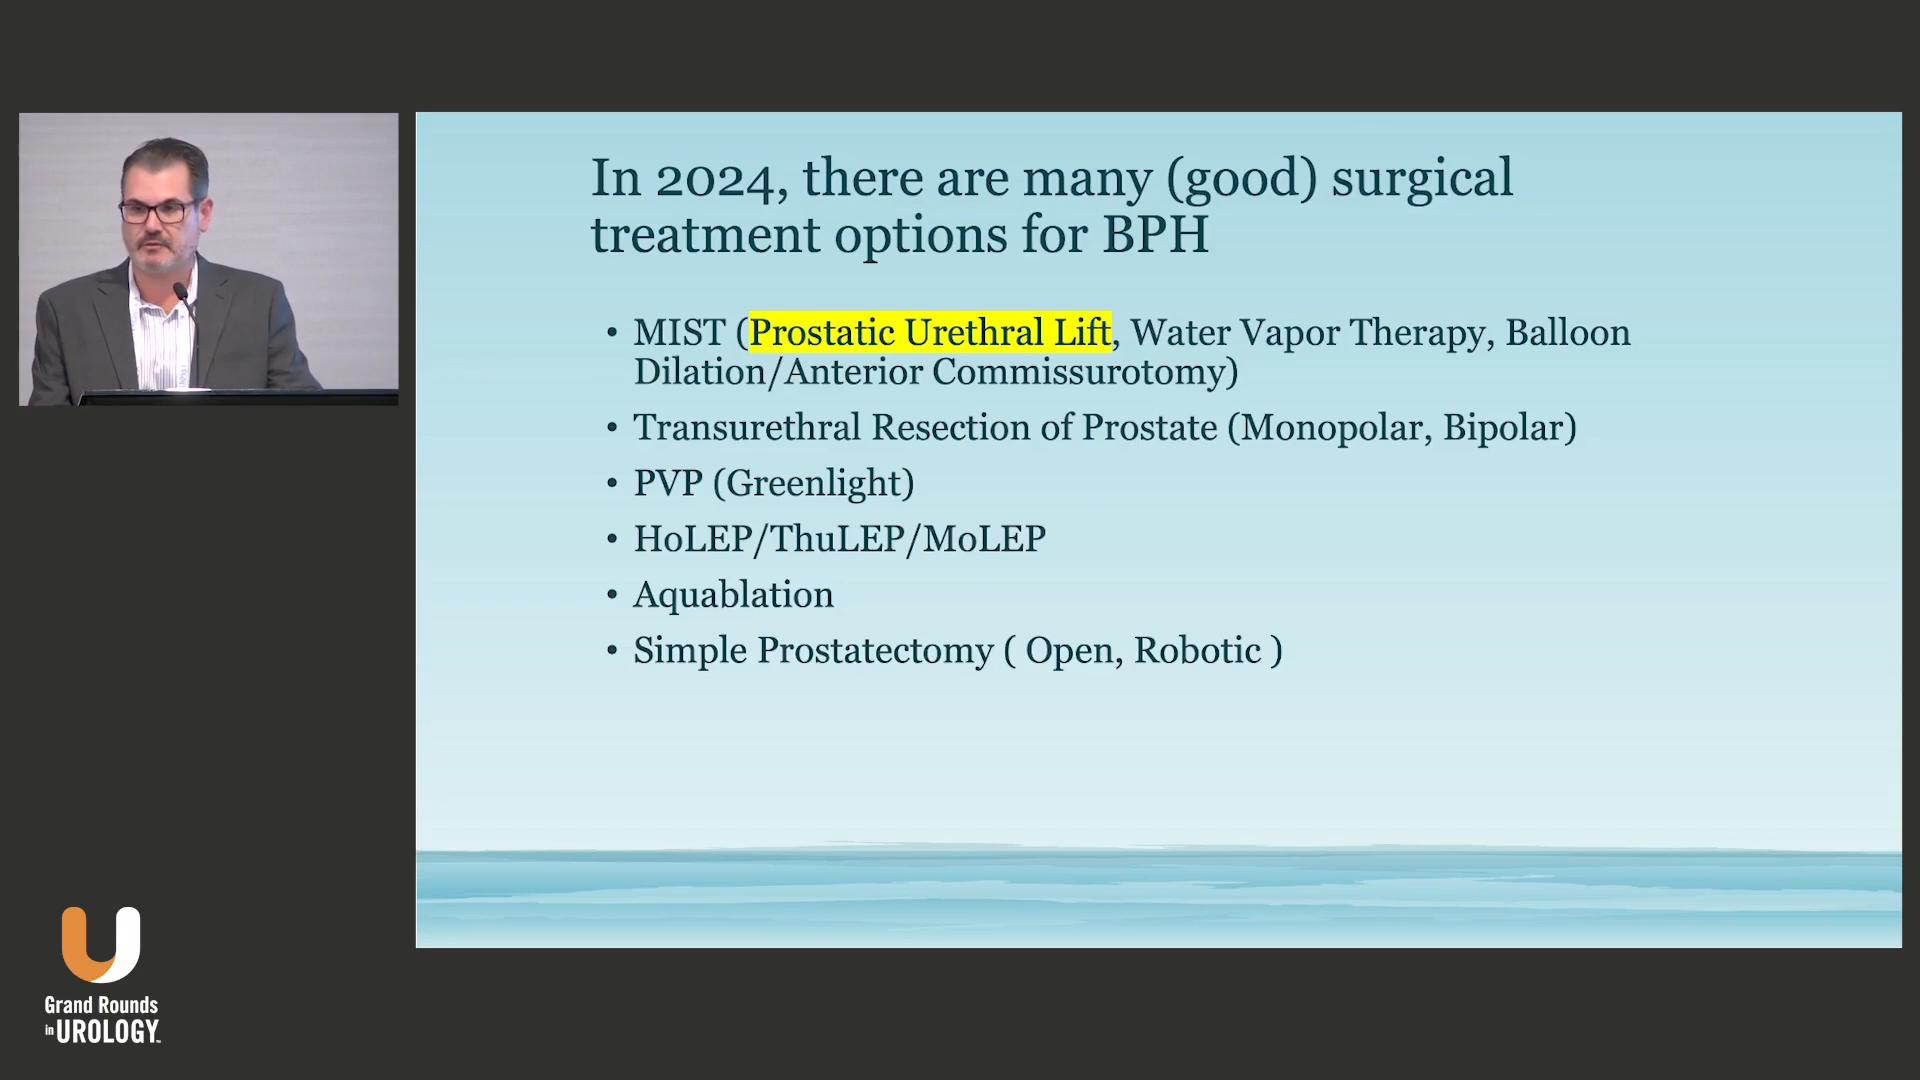 In 2024, there are many (good) surgical
treatment options for BPH
• MIST (Prostatic Urethral Lift, Water Vapor Therapy, Balloon
Dilation/Anterior Commissurotomy)
• Transurethral Resection of Prostate (Monopolar, Bipolar)
• PVP (Greenlight)
• HoLEP/ThuLEP/MoLEP
• Aquablation
• Simple Prostatectomy ( Open, Robotic )
Grand Rounds
in UROLOGY